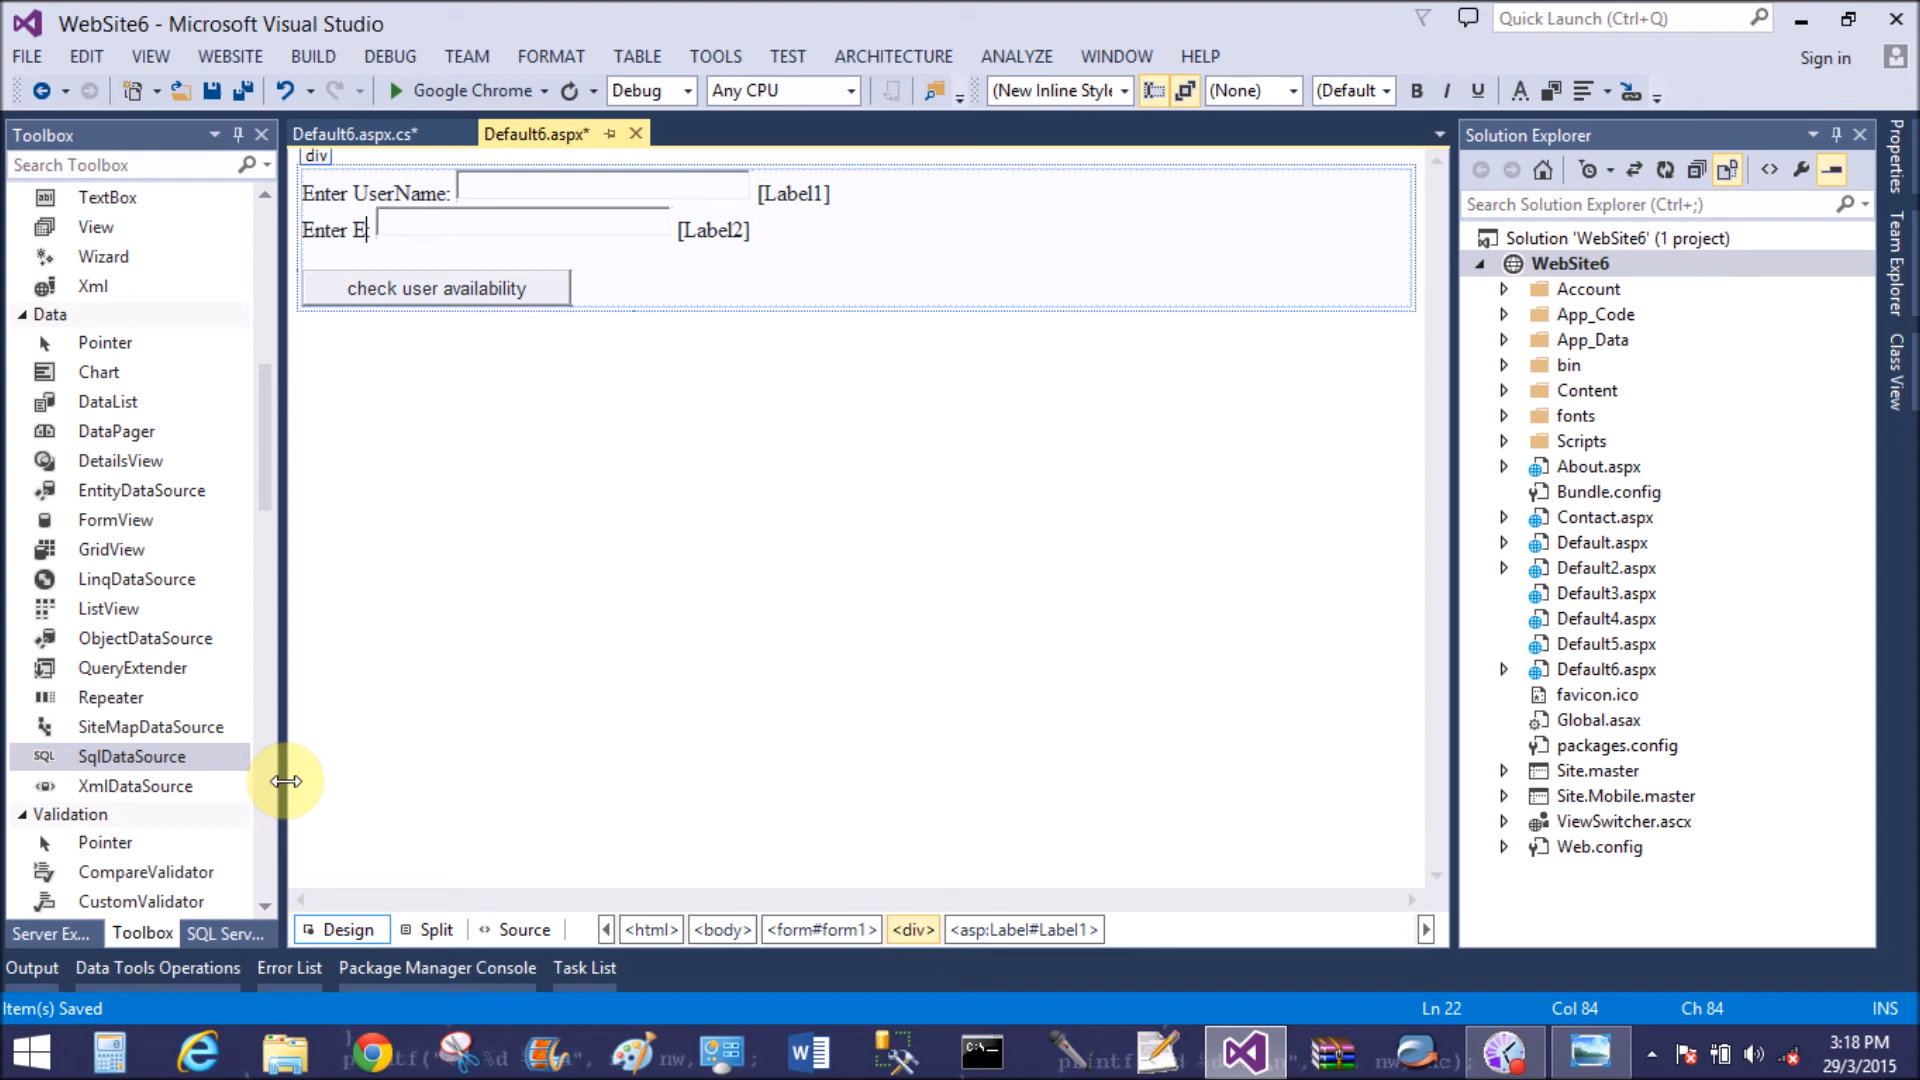 WebSite6 - Microsoft Visual Studio
Quick Launch (Ctrl+Q)
FILE EDIT VIEW WEBSITE BUILD DEBUG TEAM FORMAT TABLE TOOLS TEST ARCHITECTURE ANALYZE WINDOW HELP
Sign in
Google Chrome Debug Any CPU (New Inline Style (None) (Default B I U A
Toolbox
Search Toolbox
TextBox
View
Wizard
Xml
Data
Pointer
Chart
DataList
DataPager
DetailsView
EntityDataSource
FormView
GridView
LinqDataSource
ListView
ObjectDataSource
QueryExtender
Repeater
SiteMapDataSource
SQL SqlDataSource
XmlDataSource
Validation
Pointer
CompareValidator
CustomValidator
Server Ex... Toolbox SQL Serv...
Default6.aspx.cs* Default6.aspx*
div
Enter UserName: [Label1]
Enter E: [Label2]
check user availability
Design Split Source <html> <body> <form#form1> <div> <asp:Label#Label1>
Solution Explorer
Search Solution Explorer (Ctrl+;)
Solution 'WebSite6' (1 project)
WebSite6
Account
App_Code
App_Data
bin
Content
fonts
Scripts
About.aspx
Bundle.config
Contact.aspx
Default.aspx
Default2.aspx
Default3.aspx
Default4.aspx
Default5.aspx
Default6.aspx
favicon.ico
Global.asax
packages.config
Site.master
Site.Mobile.master
ViewSwitcher.ascx
Web.config
Properties
Team Explorer
Class View
Output Data Tools Operations Error List Package Manager Console Task List
Item(s) Saved Ln 22 Col 84 Ch 84 INS
3:18 PM
29/3/2015